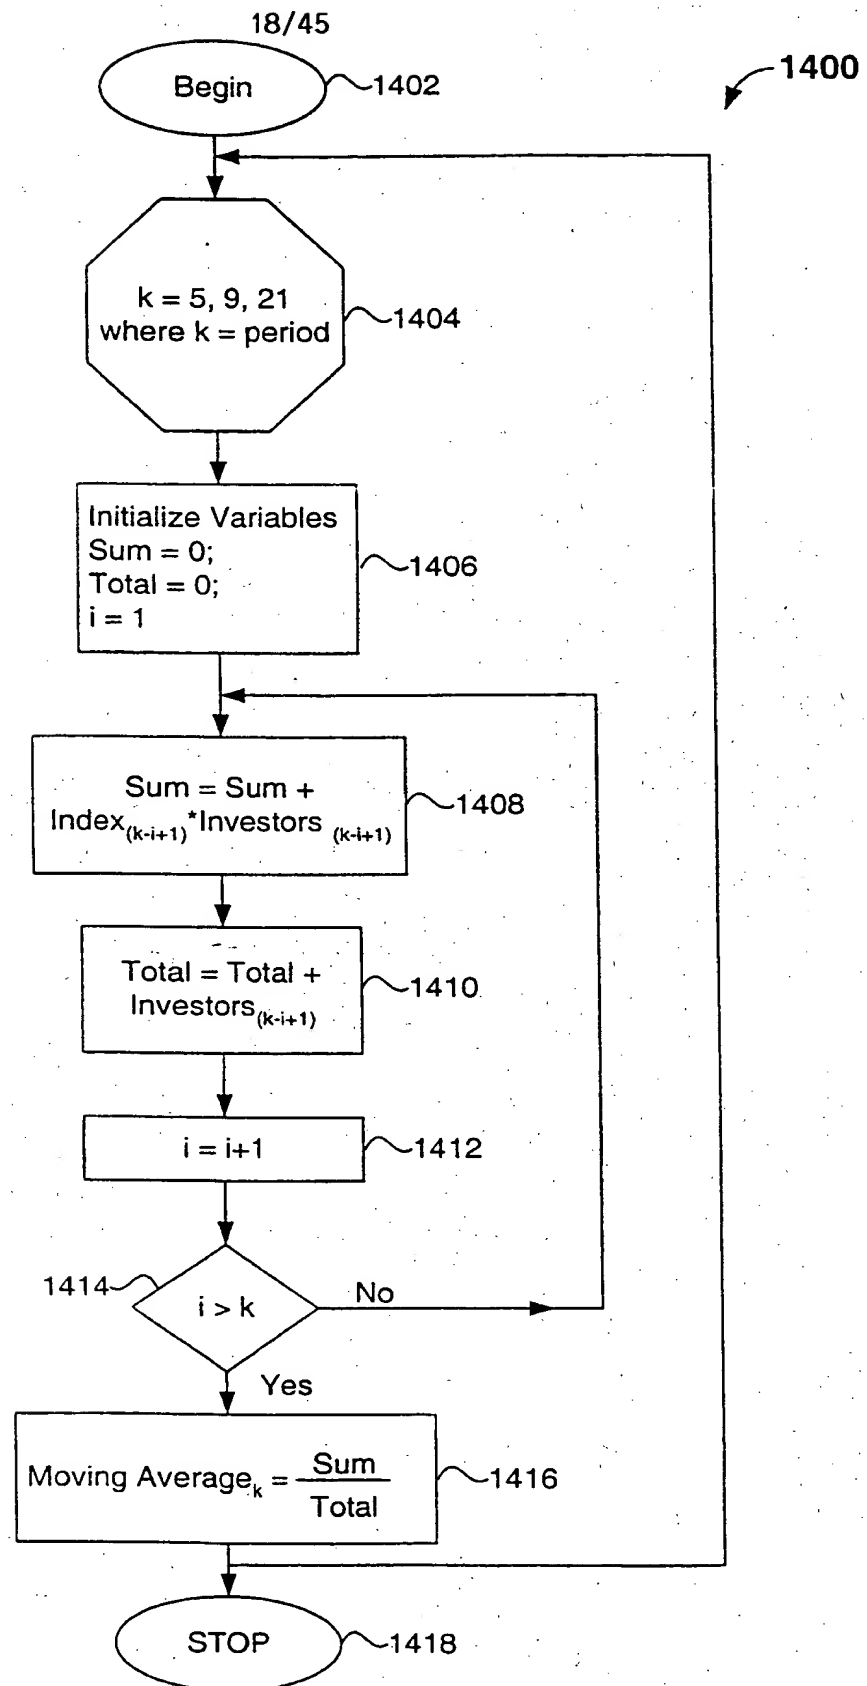 18/45
1400
Begin
1402
k = 5, 9, 21
where k = period
1404
Initialize Variables
Sum = 0;
Total = 0;
i = 1
1406
Sum = Sum +
Index(k-i+1)*Investors (k-i+1)
1408
Total = Total +
Investors(k-i+1)
1410
i = i+1
1412
1414
i > k
No
Yes
Moving Averagek = Sum
Total
1416
STOP
1418